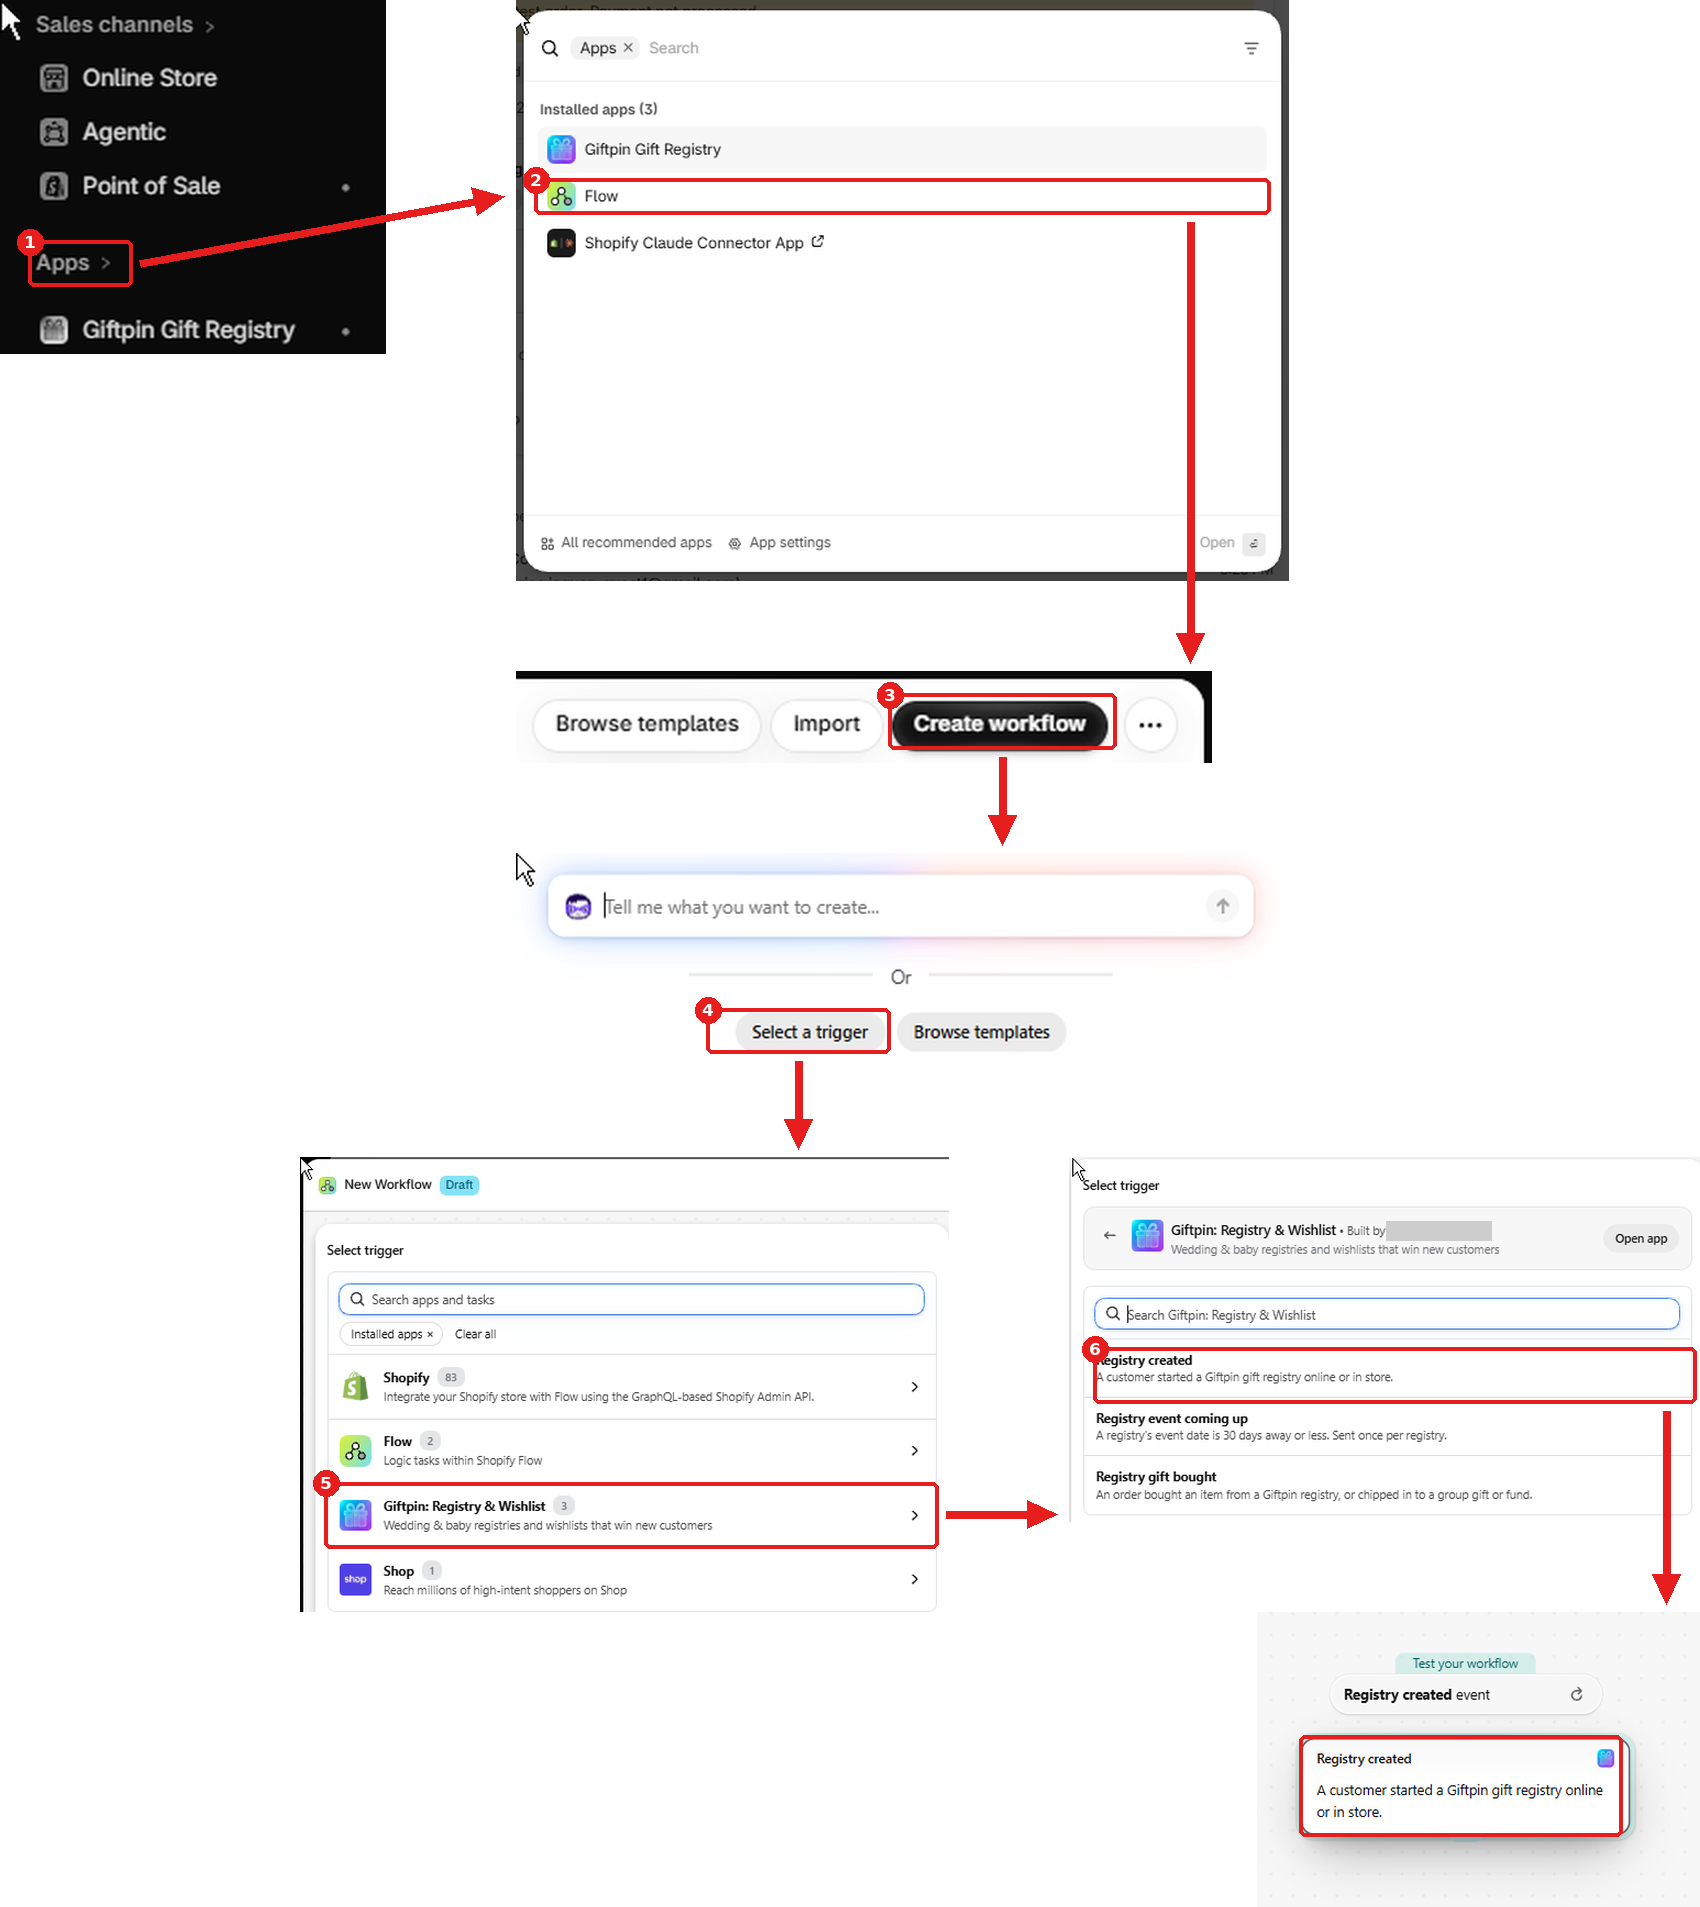 Sales channels >
Online Store
Agentic
Point of Sale
1
Apps >
Giftpin Gift Registry
Apps × Search
Installed apps (3)
Giftpin Gift Registry
2
Flow
Shopify Claude Connector App
All recommended apps
App settings
Open
3
Browse templates
Import
Create workflow
Tell me what you want to create...
Or
4
Select a trigger
Browse templates
New Workflow Draft
Select trigger
Search apps and tasks
Installed apps ×
Clear all
Shopify 83
Integrate your Shopify store with Flow using the GraphQL-based Shopify Admin API.
Flow 2
Logic tasks within Shopify Flow
5
Giftpin: Registry & Wishlist 3
Wedding & baby registries and wishlists that win new customers
shop
Shop 1
Reach millions of high-intent shoppers on Shop
Select trigger
Giftpin: Registry & Wishlist • Built by
Wedding & baby registries and wishlists that win new customers
Open app
Search Giftpin: Registry & Wishlist
6
Registry created
A customer started a Giftpin gift registry online or in store.
Registry event coming up
A registry's event date is 30 days away or less. Sent once per registry.
Registry gift bought
An order bought an item from a Giftpin registry, or chipped in to a group gift or fund.
Test your workflow
Registry created event
Registry created
A customer started a Giftpin gift registry online
or in store.